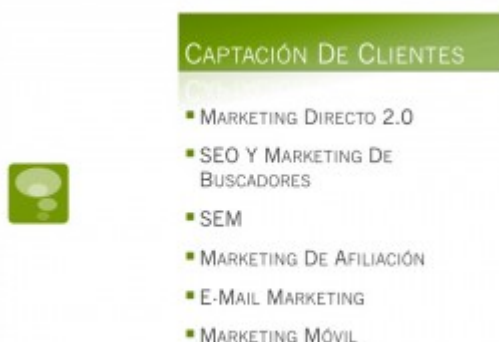 CAPTACIÓN DE CLIENTES
MARKETING DIRECTO 2.0
SEO Y MARKETING DE
BUSCADORES
SEM
MARKETING DE AFILIACIÓN
E-MAIL MARKETING
MARKETING MÓVIL